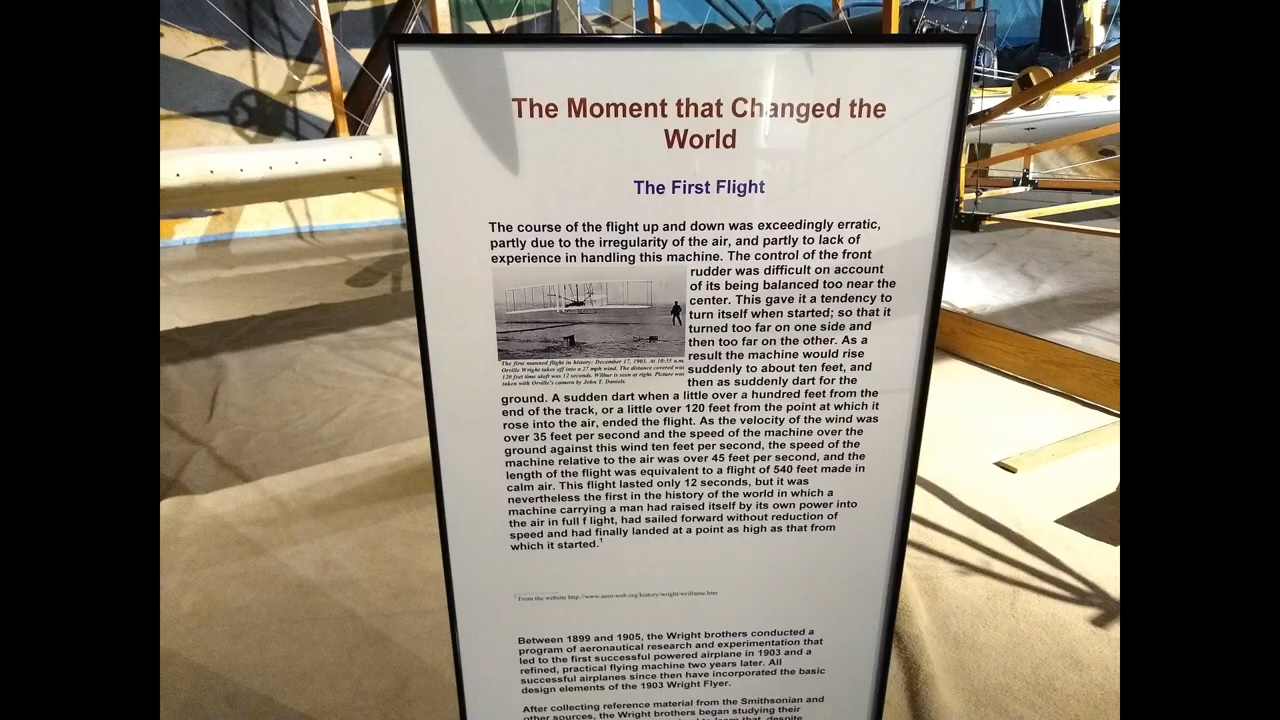 The Moment that Changed the
World
The First Flight
The course of the flight up and down was exceedingly erratic,
partly due to the irregularity of the air, and partly to lack of
experience in handling this machine. The control of the front
rudder was difficult on account
of its being balanced too near the
center. This gave it a tendency to
turn itself when started; so that it
turned too far on one side and
then too far on the other. As a
result the machine would rise
suddenly to about ten feet, and
then as suddenly dart for the
The first manned flight in history: December 17, 1903. At 10:35 a.m.
Orville Wright takes off into a 27 mph wind. The distance covered was
120 feet time aloft was 12 seconds. Wilbur is seen at right. Picture was
taken with Orville's camera by John T. Daniels.
ground. A sudden dart when a little over a hundred feet from the
end of the track, or a little over 120 feet from the point at which it
rose into the air, ended the flight. As the velocity of the wind was
over 35 feet per second and the speed of the machine over the
ground against this wind ten feet per second, the speed of the
machine relative to the air was over 45 feet per second, and the
length of the flight was equivalent to a flight of 540 feet made in
calm air. This flight lasted only 12 seconds, but it was
nevertheless the first in the history of the world in which a
machine carrying a man had raised itself by its own power into
the air in full f light, had sailed forward without reduction of
speed and had finally landed at a point as high as that from
which it started.1
1 From the website http://www.aero-web.org/history/wright/wriframe.htm
Between 1899 and 1905, the Wright brothers conducted a
program of aeronautical research and experimentation that
led to the first successful powered airplane in 1903 and a
refined, practical flying machine two years later. All
successful airplanes since then have incorporated the basic
design elements of the 1903 Wright Flyer.
After collecting reference material from the Smithsonian and
other sources, the Wright brothers began studying their
to learn that, despite